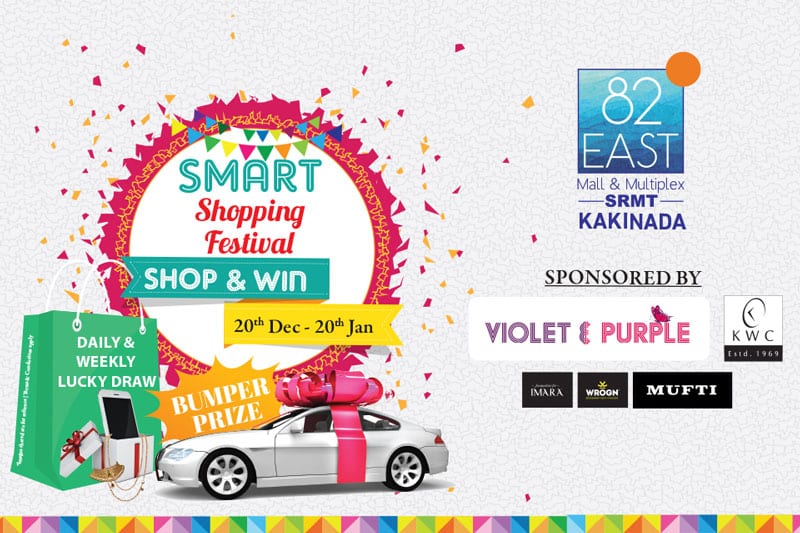 SMART
Shopping
Festival
SHOP & WIN
20th Dec - 20th Jan
DAILY &
WEEKLY
LUCKY DRAW
BUMPER
PRIZE
82
EAST
Mall & Multiplex
SRMT
KAKINADA
SPONSORED BY
VIOLET & PURPLE
KWC
Estd. 1969
IMARA
WROGN
MUFTI